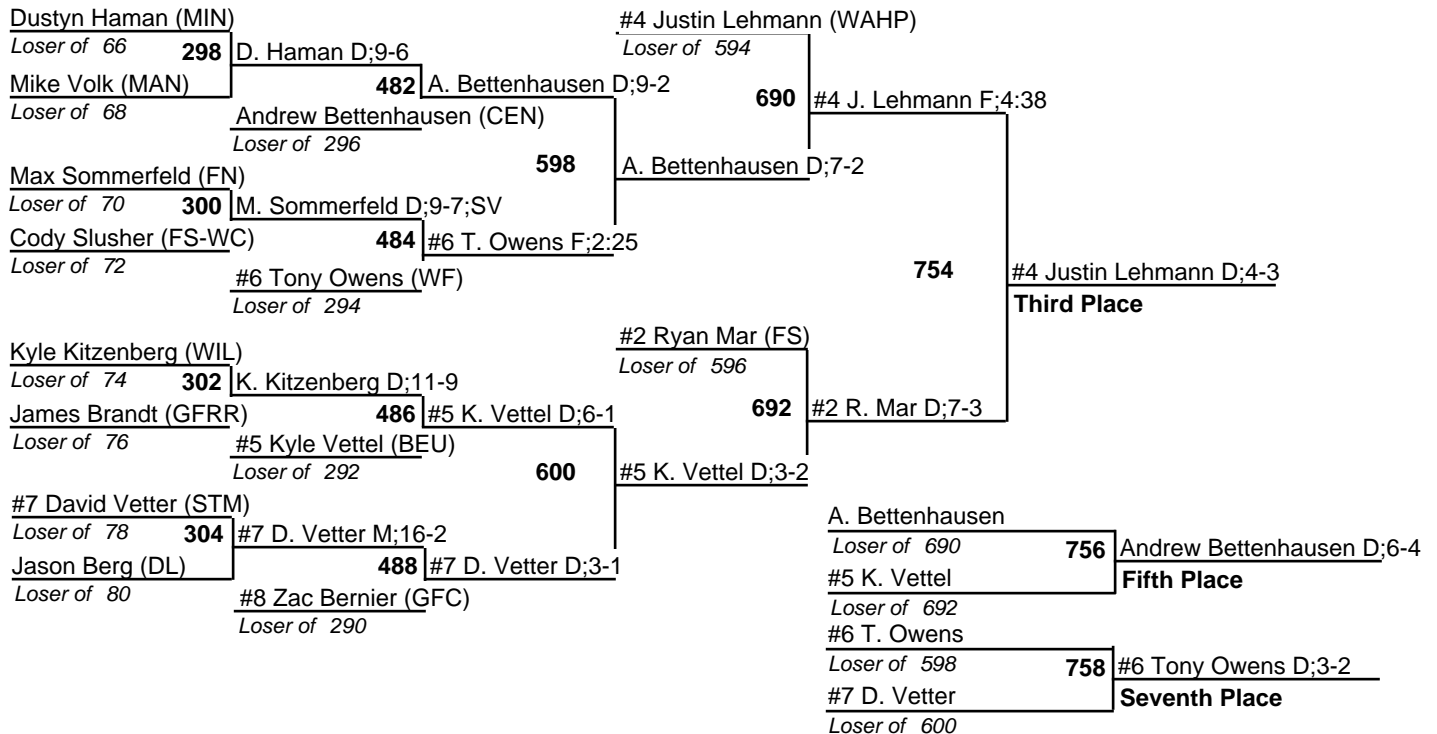 Dustyn Haman (MIN)
Loser of 66
298 D. Haman D;9-6
Mike Volk (MAN)
Loser of 68
482 A. Bettenhausen D;9-2
Andrew Bettenhausen (CEN)
Loser of 296
598 A. Bettenhausen D;7-2
Max Sommerfeld (FN)
Loser of 70
300 M. Sommerfeld D;9-7;SV
Cody Slusher (FS-WC)
Loser of 72
484 #6 T. Owens F;2:25
#6 Tony Owens (WF)
Loser of 294
#4 Justin Lehmann (WAHP)
Loser of 594
690 #4 J. Lehmann F;4:38
754 #4 Justin Lehmann D;4-3
Third Place
Kyle Kitzenberg (WIL)
Loser of 74
302 K. Kitzenberg D;11-9
James Brandt (GFRR)
Loser of 76
486 #5 K. Vettel D;6-1
#5 Kyle Vettel (BEU)
Loser of 292
600 #5 K. Vettel D;3-2
#7 David Vetter (STM)
Loser of 78
304 #7 D. Vetter M;16-2
Jason Berg (DL)
Loser of 80
488 #7 D. Vetter D;3-1
#8 Zac Bernier (GFC)
Loser of 290
#2 Ryan Mar (FS)
Loser of 596
692 #2 R. Mar D;7-3
A. Bettenhausen
Loser of 690
756 Andrew Bettenhausen D;6-4
#5 K. Vettel
Fifth Place
Loser of 692
#6 T. Owens
Loser of 598
758 #6 Tony Owens D;3-2
#7 D. Vetter
Seventh Place
Loser of 600